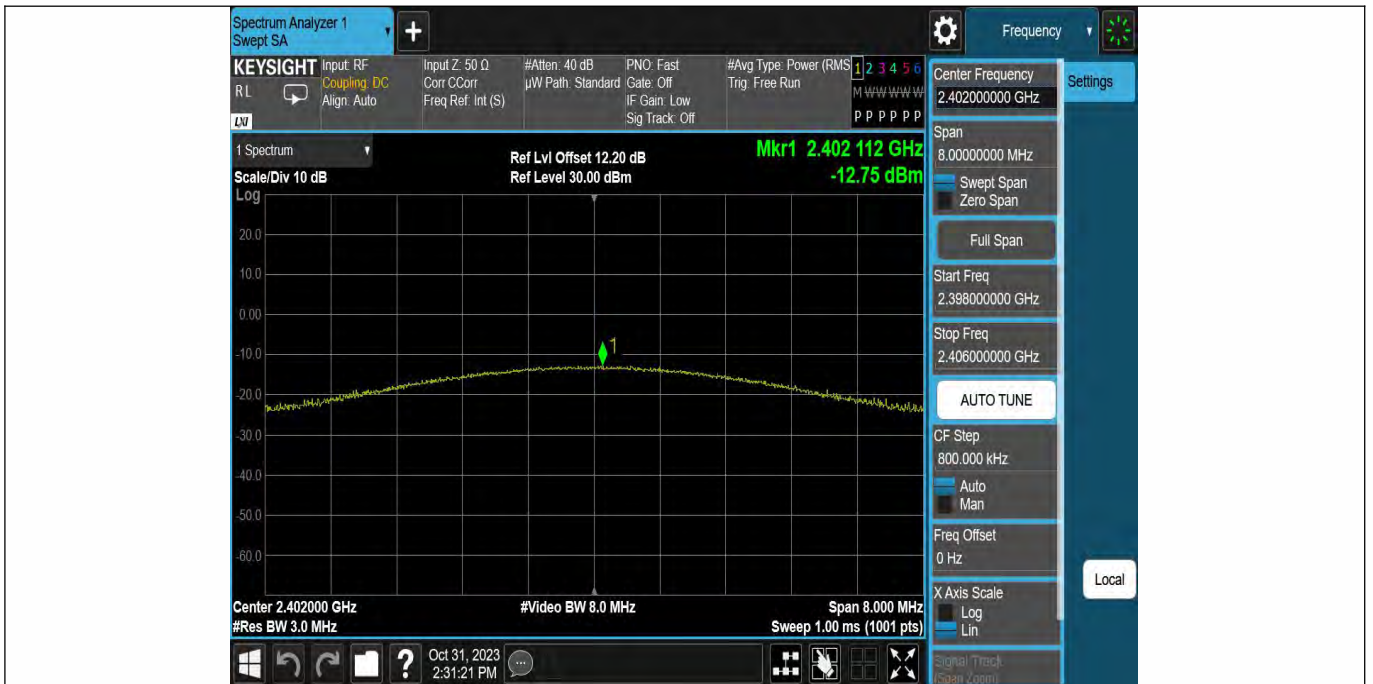 Spectrum Analyzer 1
Swept SA
Frequency
KEYSIGHT
R L
LXI
Input: RF
Coupling: DC
Align: Auto
Input Z: 50 Ω
Corr CCorr
Freq Ref: Int (S)
#Atten: 40 dB
µW Path: Standard
PNO: Fast
Gate: Off
IF Gain: Low
Sig Track: Off
#Avg Type: Power (RMS
Trig: Free Run
1 2 3 4 5 6
M W W W W W
P P P P P P
1 Spectrum
Scale/Div 10 dB
Log
Ref Lvl Offset 12.20 dB
Ref Level 30.00 dBm
Mkr1 2.402 112 GHz
-12.75 dBm
20.0
10.0
0.00
-10.0
-20.0
-30.0
-40.0
-50.0
-60.0
1
Center 2.402000 GHz
#Res BW 3.0 MHz
#Video BW 8.0 MHz
Span 8.000 MHz
Sweep 1.00 ms (1001 pts)
Oct 31, 2023
2:31:21 PM
Center Frequency
2.402000000 GHz
Settings
Span
8.00000000 MHz
Swept Span
Zero Span
Full Span
Start Freq
2.398000000 GHz
Stop Freq
2.406000000 GHz
AUTO TUNE
CF Step
800.000 kHz
Auto
Man
Freq Offset
0 Hz
X Axis Scale
Log
Lin
Signal Track
(Span Zoom)
Local